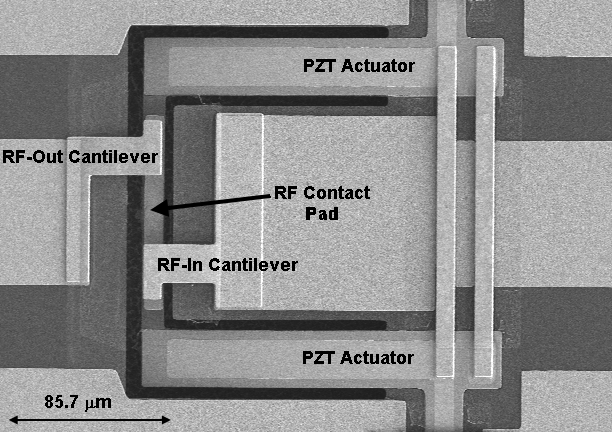 PZT Actuator
RF-Out Cantilever
RF Contact
Pad
RF-In Cantilever
PZT Actuator
85.7 μm